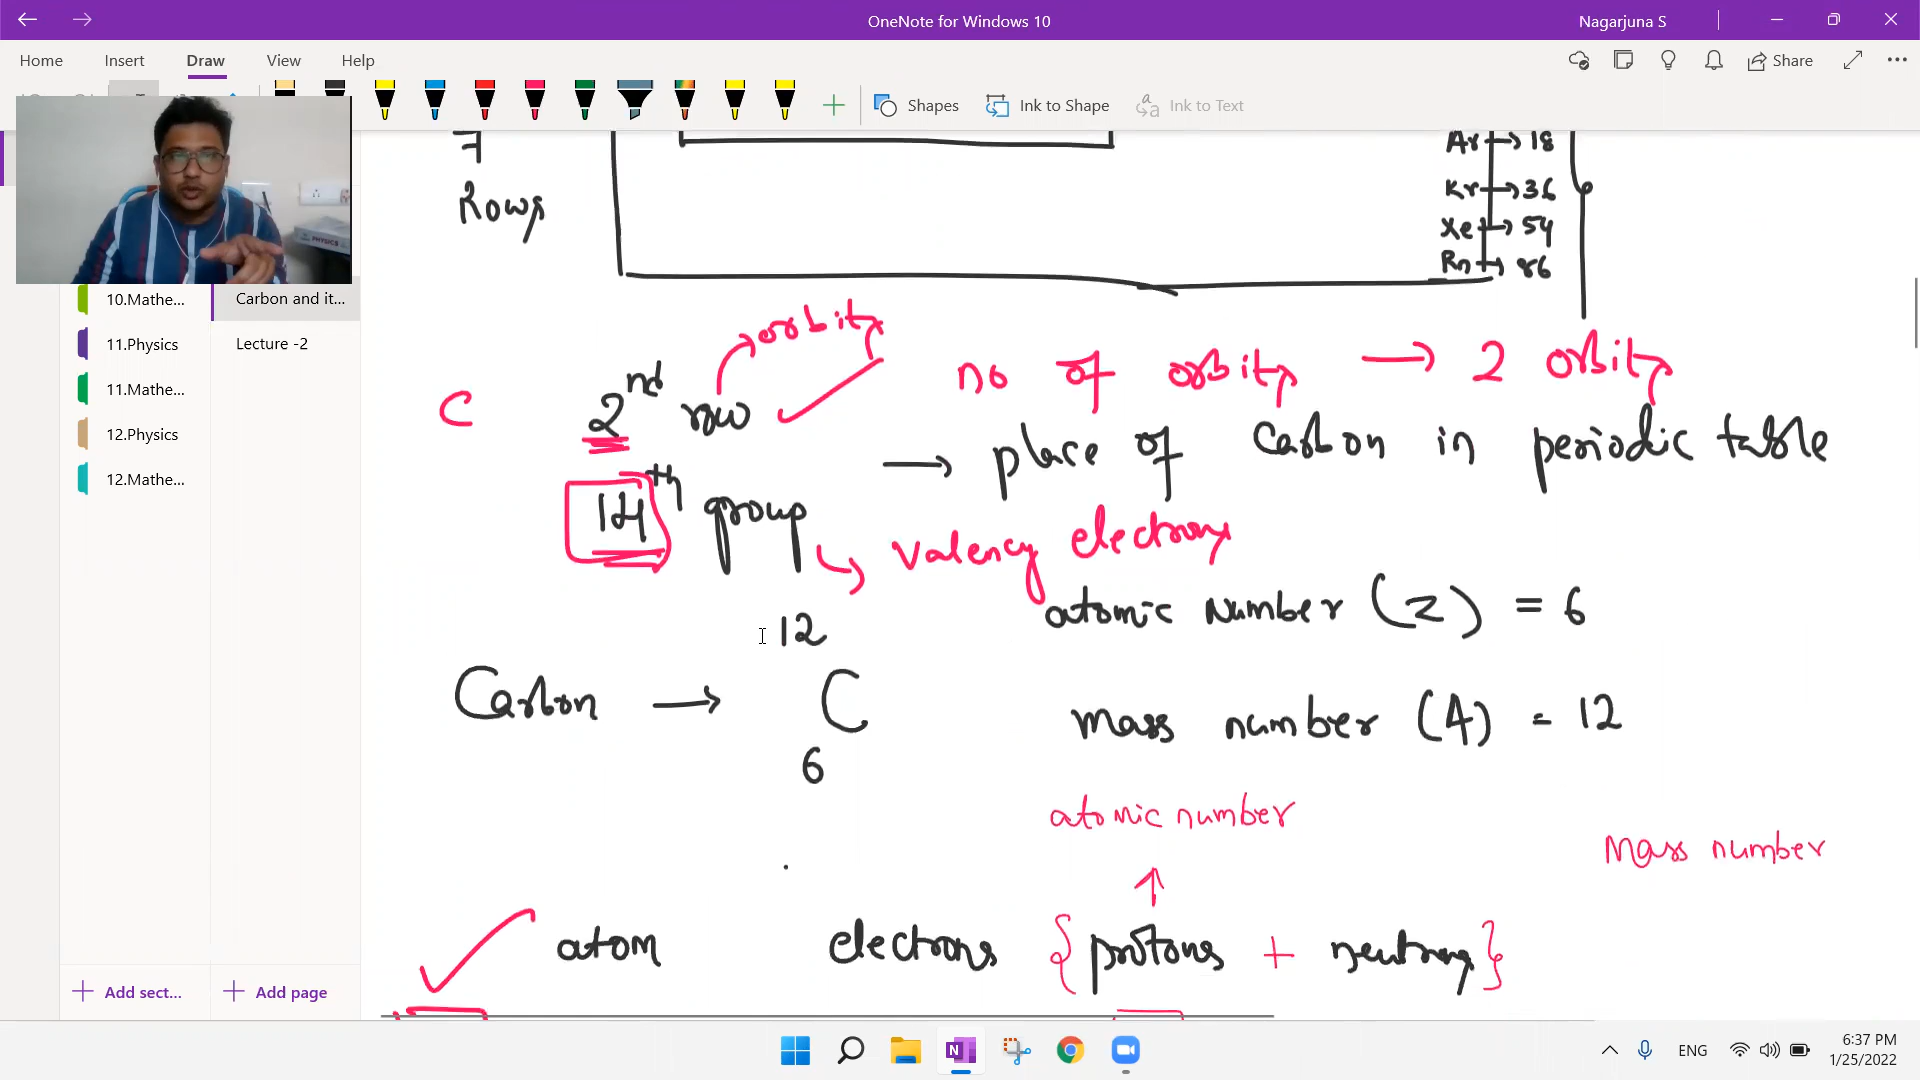 OneNote for Windows 10
Nagarjuna S
Home Insert Draw View Help
Share
Shapes Ink to Shape Ink to Text
PHYSICS
10.Mathe...
11.Physics
11.Mathe...
12.Physics
12.Mathe...
Carbon and it...
Lecture -2
7
Rows
Ar → 18
Kr → 36
Xe → 54
Rn → 86
orbits
C 2nd row
no of orbits → 2 orbits
→ place of Carbon in periodic table
14th group
valency electrons
atomic number (Z) = 6
12
Carbon → C
6
mass number (A) = 12
atomic number
Mass number
atom electrons {protons + neutrons}
Add sect...
Add page
ENG
6:37 PM
1/25/2022